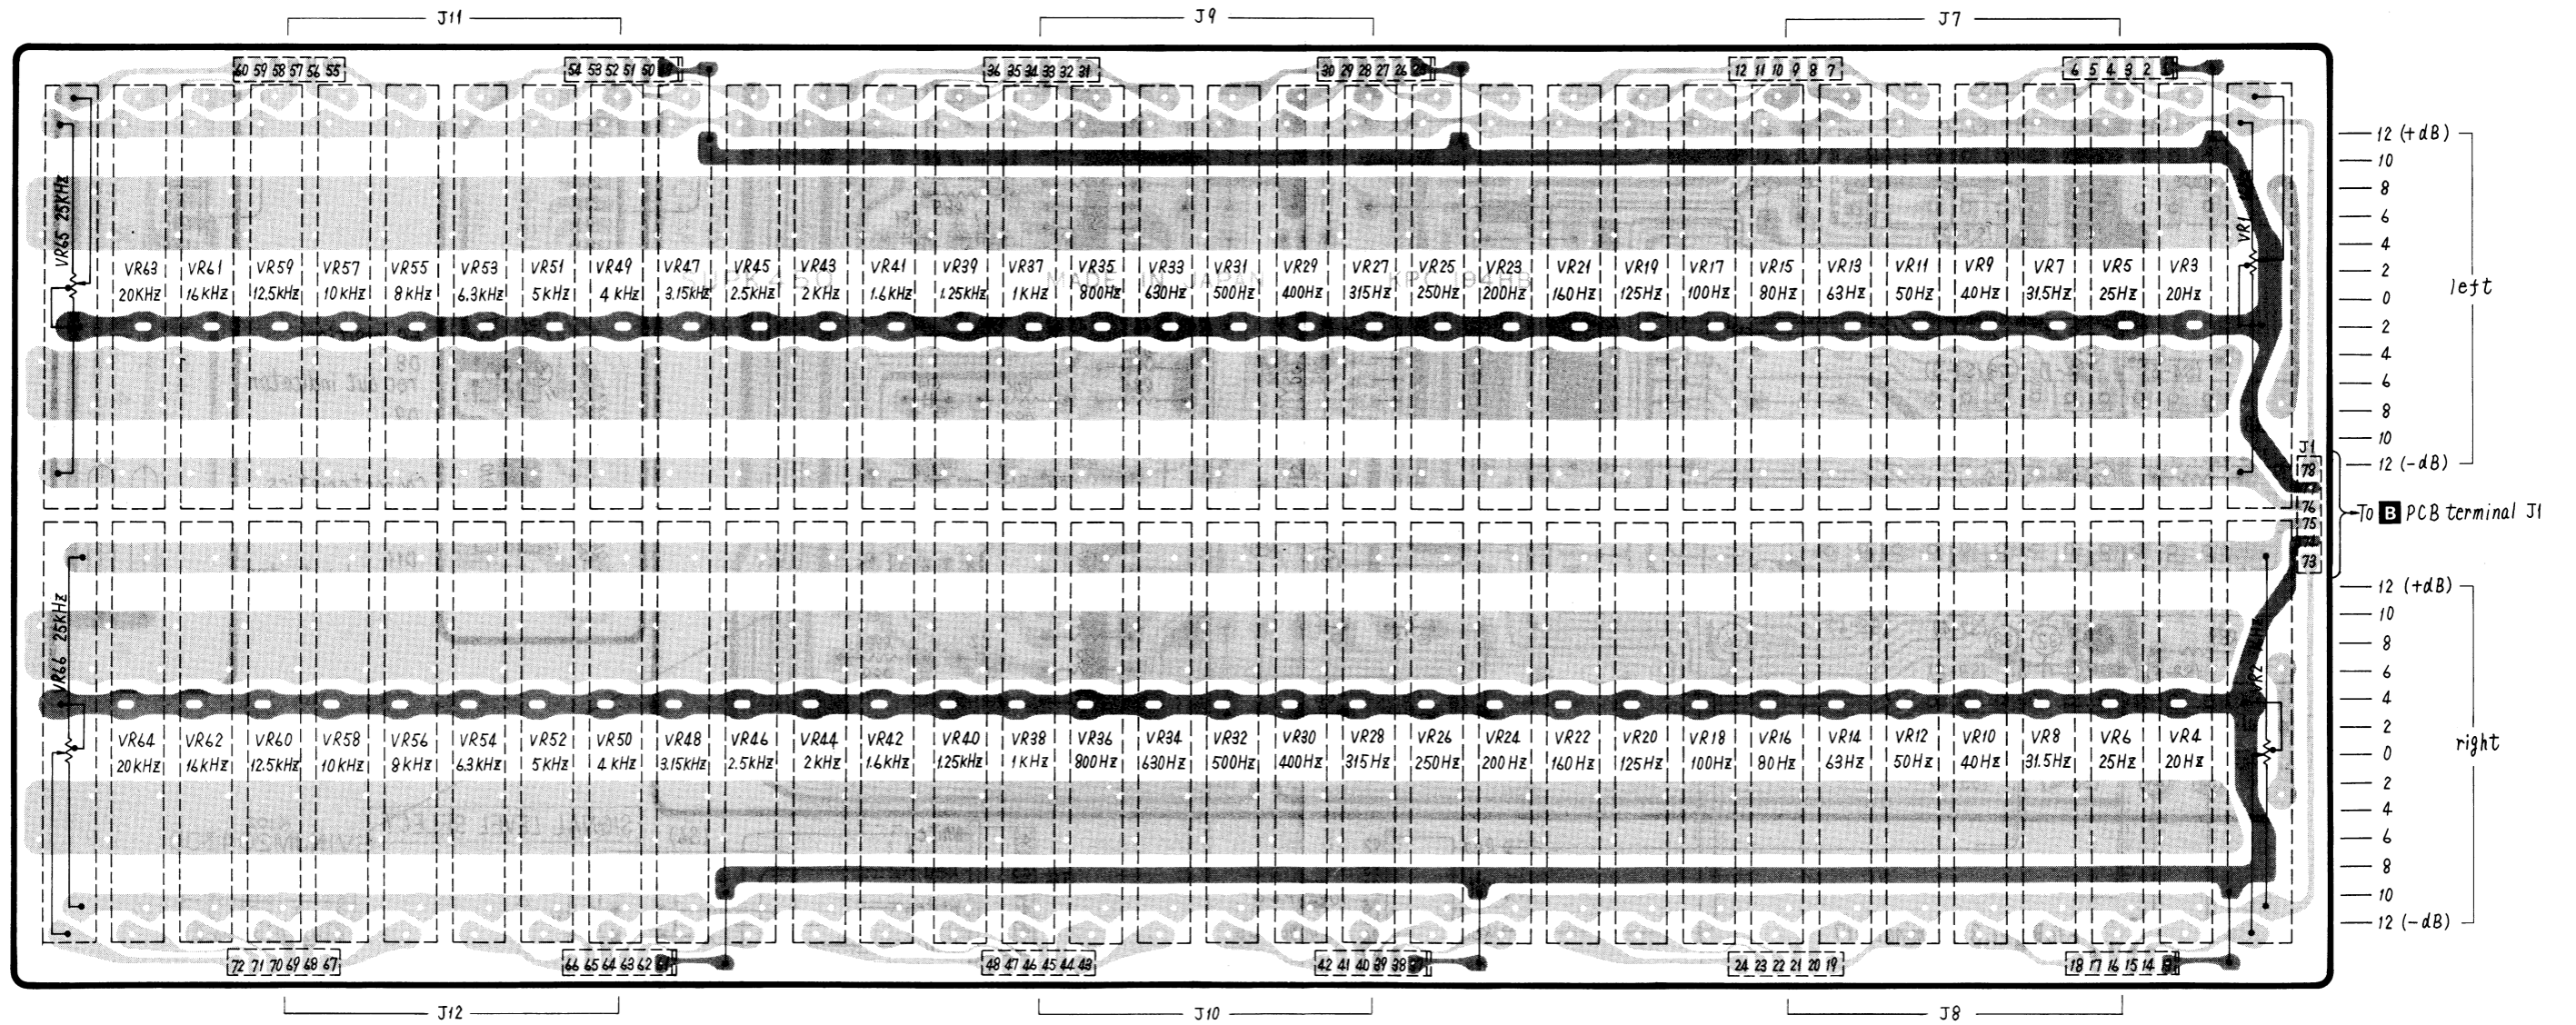 J11 J9 J7
60 59 58 57 56 55 54 53 52 51 50 36 35 34 33 32 31 30 29 28 27 26 12 11 10 9 8 7 6 5 4 3 2
12 (+dB)
10
8
6
4
2
0
2
4
6
8
10
12 (-dB)
left
VR65 25KHz
VR63 VR61 VR59 VR57 VR55 VR53 VR51 VR49 VR47 VR45 VR43 VR41 VR39 VR37 VR35 VR33 VR31 VR29 VR27 VR25 VR23 VR21 VR19 VR17 VR15 VR13 VR11 VR9 VR7 VR5 VR3
20KHz 16KHz 12.5KHz 10KHz 8KHz 6.3KHz 5KHz 4KHz 3.15KHz 2.5KHz 2KHz 1.6KHz 1.25KHz 1KHz 800Hz 630Hz 500Hz 400Hz 315Hz 250Hz 200Hz 160Hz 125Hz 100Hz 80Hz 63Hz 50Hz 40Hz 31.5Hz 25Hz 20Hz
VR1
MADE IN JAPAN
J1
78
76
75
73
To B PCB terminal J1
12 (+dB)
10
8
6
4
2
0
2
4
6
8
10
12 (-dB)
right
VR66 25KHz
VR64 VR62 VR60 VR58 VR56 VR54 VR52 VR50 VR48 VR46 VR44 VR42 VR40 VR38 VR36 VR34 VR32 VR30 VR28 VR26 VR24 VR22 VR20 VR18 VR16 VR14 VR12 VR10 VR8 VR6 VR4
20KHz 16KHz 12.5KHz 10KHz 8KHz 6.3KHz 5KHz 4KHz 3.15KHz 2.5KHz 2KHz 1.6KHz 1.25KHz 1KHz 800Hz 630Hz 500Hz 400Hz 315Hz 250Hz 200Hz 160Hz 125Hz 100Hz 80Hz 63Hz 50Hz 40Hz 31.5Hz 25Hz 20Hz
VR2
72 71 70 69 68 67 66 65 64 63 62 48 47 46 45 44 43 42 41 40 39 38 24 23 22 21 20 19 18 17 16 15 14
J12 J10 J8